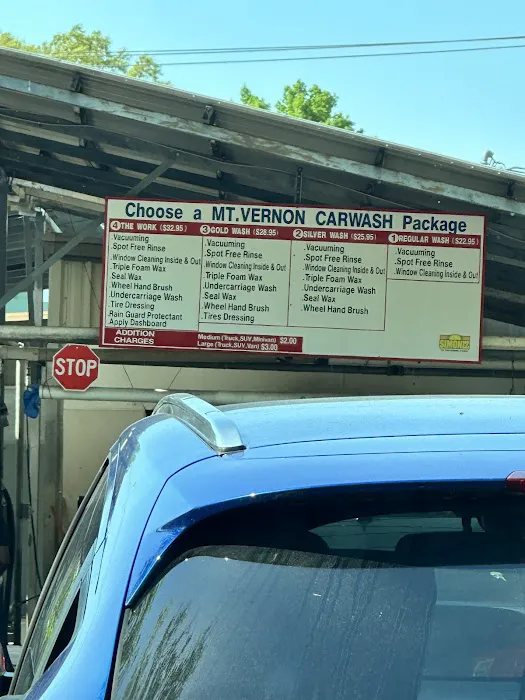 Choose a MT.VERNON CARWASH Package
4 THE WORK ($32.95)
Vacuuming
Spot Free Rinse
Window Cleaning Inside & Out
Triple Foam Wax
Seal Wax
Wheel Hand Brush
Undercarriage Wash
Tire Dressing
Rain Guard Protectant
Apply Dashboard
3 GOLD WASH ($28.95)
Vacuuming
Spot Free Rinse
Window Cleaning Inside & Out
Triple Foam Wax
Undercarriage Wash
Seal Wax
Wheel Hand Brush
Tires Dressing
2 SILVER WASH ($25.95)
Vacuuming
Spot Free Rinse
Window Cleaning Inside & Out
Triple Foam Wax
Undercarriage Wash
Seal Wax
Wheel Hand Brush
1 REGULAR WASH ($22.95)
Vacuuming
Spot Free Rinse
Window Cleaning Inside & Out
ADDITION
CHARGES
Medium (Truck,SUV,Minivan) $2.00
Large (Truck,SUV,Van) $3.00
SIMONIZ
STOP